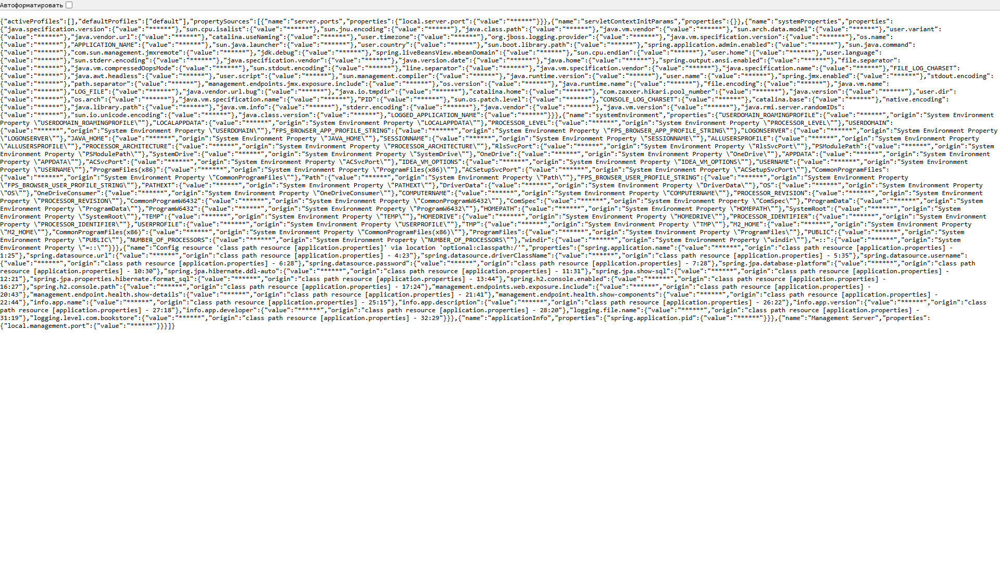 Автоформатировать
{"activeProfiles":[],"defaultProfiles":["default"],"propertySources":[{"name":"server.ports","properties":{"local.server.port":{"value":"******"}}},{"name":"servletContextInitParams","properties":{}},{"name":"systemProperties","properties":
{"java.specification.version":{"value":"******"},"sun.cpu.isalist":{"value":"******"},"sun.jnu.encoding":{"value":"******"},"java.class.path":{"value":"******"},"java.vm.vendor":{"value":"******"},"sun.arch.data.model":{"value":"******"},"user.variant":
{"value":"******"},"java.vendor.url":{"value":"******"},"catalina.useNaming":{"value":"******"},"user.timezone":{"value":"******"},"org.jboss.logging.provider":{"value":"******"},"java.vm.specification.version":{"value":"******"},"os.name":
{"value":"******"},"APPLICATION_NAME":{"value":"******"},"sun.java.launcher":{"value":"******"},"user.country":{"value":"******"},"sun.boot.library.path":{"value":"******"},"spring.application.admin.enabled":{"value":"******"},"sun.java.command":
{"value":"******"},"com.sun.management.jmxremote":{"value":"******"},"jdk.debug":{"value":"******"},"spring.liveBeansView.mbeanDomain":{"value":"******"},"sun.cpu.endian":{"value":"******"},"user.home":{"value":"******"},"user.language":
{"value":"******"},"sun.stderr.encoding":{"value":"******"},"java.specification.vendor":{"value":"******"},"java.version.date":{"value":"******"},"java.home":{"value":"******"},"spring.output.ansi.enabled":{"value":"******"},"file.separator":
{"value":"******"},"java.vm.compressedOopsMode":{"value":"******"},"sun.stdout.encoding":{"value":"******"},"line.separator":{"value":"******"},"java.vm.specification.vendor":{"value":"******"},"java.specification.name":{"value":"******"},"FILE_LOG_CHARSET":
{"value":"******"},"java.awt.headless":{"value":"******"},"user.script":{"value":"******"},"sun.management.compiler":{"value":"******"},"java.runtime.version":{"value":"******"},"user.name":{"value":"******"},"spring.jmx.enabled":{"value":"******"},"stdout.encoding":
{"value":"******"},"path.separator":{"value":"******"},"management.endpoints.jmx.exposure.include":{"value":"******"},"os.version":{"value":"******"},"java.runtime.name":{"value":"******"},"file.encoding":{"value":"******"},"java.vm.name":
{"value":"******"},"LOG_FILE":{"value":"******"},"java.vendor.url.bug":{"value":"******"},"java.io.tmpdir":{"value":"******"},"catalina.home":{"value":"******"},"com.zaxxer.hikari.pool_number":{"value":"******"},"java.version":{"value":"******"},"user.dir":
{"value":"******"},"os.arch":{"value":"******"},"java.vm.specification.name":{"value":"******"},"PID":{"value":"******"},"sun.os.patch.level":{"value":"******"},"CONSOLE_LOG_CHARSET":{"value":"******"},"catalina.base":{"value":"******"},"native.encoding":
{"value":"******"},"java.library.path":{"value":"******"},"java.vm.info":{"value":"******"},"stderr.encoding":{"value":"******"},"java.vendor":{"value":"******"},"java.vm.version":{"value":"******"},"java.rmi.server.randomIDs":
{"value":"******"},"sun.io.unicode.encoding":{"value":"******"},"java.class.version":{"value":"******"},"LOGGED_APPLICATION_NAME":{"value":"******"}}},{"name":"systemEnvironment","properties":{"USERDOMAIN_ROAMINGPROFILE":{"value":"******","origin":"System Environment
Property \"USERDOMAIN_ROAMINGPROFILE\""},"LOCALAPPDATA":{"value":"******","origin":"System Environment Property \"LOCALAPPDATA\""},"PROCESSOR_LEVEL":{"value":"******","origin":"System Environment Property \"PROCESSOR_LEVEL\""},"USERDOMAIN":
{"value":"******","origin":"System Environment Property \"USERDOMAIN\""},"FPS_BROWSER_APP_PROFILE_STRING":{"value":"******","origin":"System Environment Property \"FPS_BROWSER_APP_PROFILE_STRING\""},"LOGONSERVER":{"value":"******","origin":"System Environment Property
\"LOGONSERVER\""},"JAVA_HOME":{"value":"******","origin":"System Environment Property \"JAVA_HOME\""},"SESSIONNAME":{"value":"******","origin":"System Environment Property \"SESSIONNAME\""},"ALLUSERSPROFILE":{"value":"******","origin":"System Environment Property
\"ALLUSERSPROFILE\""},"PROCESSOR_ARCHITECTURE":{"value":"******","origin":"System Environment Property \"PROCESSOR_ARCHITECTURE\""},"RlsSvcPort":{"value":"******","origin":"System Environment Property \"RlsSvcPort\""},"PSModulePath":{"value":"******","origin":"System
Environment Property \"PSModulePath\""},"SystemDrive":{"value":"******","origin":"System Environment Property \"SystemDrive\""},"OneDrive":{"value":"******","origin":"System Environment Property \"OneDrive\""},"APPDATA":{"value":"******","origin":"System Environment
Property \"APPDATA\""},"ACSvcPort":{"value":"******","origin":"System Environment Property \"ACSvcPort\""},"IDEA_VM_OPTIONS":{"value":"******","origin":"System Environment Property \"IDEA_VM_OPTIONS\""},"USERNAME":{"value":"******","origin":"System Environment
Property \"USERNAME\""},"ProgramFiles(x86)":{"value":"******","origin":"System Environment Property \"ProgramFiles(x86)\""},"ACSetupSvcPort":{"value":"******","origin":"System Environment Property \"ACSetupSvcPort\""},"CommonProgramFiles":
{"value":"******","origin":"System Environment Property \"CommonProgramFiles\""},"Path":{"value":"******","origin":"System Environment Property \"Path\""},"FPS_BROWSER_USER_PROFILE_STRING":{"value":"******","origin":"System Environment Property
\"FPS_BROWSER_USER_PROFILE_STRING\""},"PATHEXT":{"value":"******","origin":"System Environment Property \"PATHEXT\""},"DriverData":{"value":"******","origin":"System Environment Property \"DriverData\""},"OS":{"value":"******","origin":"System Environment Property
\"OS\""},"OneDriveConsumer":{"value":"******","origin":"System Environment Property \"OneDriveConsumer\""},"COMPUTERNAME":{"value":"******","origin":"System Environment Property \"COMPUTERNAME\""},"PROCESSOR_REVISION":{"value":"******","origin":"System Environment
Property \"PROCESSOR_REVISION\""},"CommonProgramW6432":{"value":"******","origin":"System Environment Property \"CommonProgramW6432\""},"ComSpec":{"value":"******","origin":"System Environment Property \"ComSpec\""},"ProgramData":{"value":"******","origin":"System
Environment Property \"ProgramData\""},"ProgramW6432":{"value":"******","origin":"System Environment Property \"ProgramW6432\""},"HOMEPATH":{"value":"******","origin":"System Environment Property \"HOMEPATH\""},"SystemRoot":{"value":"******","origin":"System
Environment Property \"SystemRoot\""},"TEMP":{"value":"******","origin":"System Environment Property \"TEMP\""},"HOMEDRIVE":{"value":"******","origin":"System Environment Property \"HOMEDRIVE\""},"PROCESSOR_IDENTIFIER":{"value":"******","origin":"System Environment
Property \"PROCESSOR_IDENTIFIER\""},"USERPROFILE":{"value":"******","origin":"System Environment Property \"USERPROFILE\""},"TMP":{"value":"******","origin":"System Environment Property \"TMP\""},"M2_HOME":{"value":"******","origin":"System Environment Property
\"M2_HOME\""},"CommonProgramFiles(x86)":{"value":"******","origin":"System Environment Property \"CommonProgramFiles(x86)\""},"ProgramFiles":{"value":"******","origin":"System Environment Property \"ProgramFiles\""},"PUBLIC":{"value":"******","origin":"System
Environment Property \"PUBLIC\""},"NUMBER_OF_PROCESSORS":{"value":"******","origin":"System Environment Property \"NUMBER_OF_PROCESSORS\""},"windir":{"value":"******","origin":"System Environment Property \"windir\""},"=::":{"value":"******","origin":"System
Environment Property \"=::\""}}},{"name":"Config resource 'class path resource [application.properties]' via location 'optional:classpath:/'","properties":{"spring.application.name":{"value":"******","origin":"class path resource [application.properties] -
1:25"},"spring.datasource.url":{"value":"******","origin":"class path resource [application.properties] - 4:23"},"spring.datasource.driverClassName":{"value":"******","origin":"class path resource [application.properties] - 5:35"},"spring.datasource.username":
{"value":"******","origin":"class path resource [application.properties] - 6:28"},"spring.datasource.password":{"value":"******","origin":"class path resource [application.properties] - 7:28"},"spring.jpa.database-platform":{"value":"******","origin":"class path
resource [application.properties] - 10:30"},"spring.jpa.hibernate.ddl-auto":{"value":"******","origin":"class path resource [application.properties] - 11:31"},"spring.jpa.show-sql":{"value":"******","origin":"class path resource [application.properties] -
12:21"},"spring.jpa.properties.hibernate.format_sql":{"value":"******","origin":"class path resource [application.properties] - 13:44"},"spring.h2.console.enabled":{"value":"******","origin":"class path resource [application.properties] -
16:27"},"spring.h2.console.path":{"value":"******","origin":"class path resource [application.properties] - 17:24"},"management.endpoints.web.exposure.include":{"value":"******","origin":"class path resource [application.properties] -
20:43"},"management.endpoint.health.show-details":{"value":"******","origin":"class path resource [application.properties] - 21:41"},"management.endpoint.health.show-components":{"value":"******","origin":"class path resource [application.properties] -
22:44"},"info.app.name":{"value":"******","origin":"class path resource [application.properties] - 25:15"},"info.app.description":{"value":"******","origin":"class path resource [application.properties] - 26:22"},"info.app.version":{"value":"******","origin":"class
path resource [application.properties] - 27:18"},"info.app.developer":{"value":"******","origin":"class path resource [application.properties] - 28:20"},"logging.file.name":{"value":"******","origin":"class path resource [application.properties] -
31:19"},"logging.level.com.bookstore":{"value":"******","origin":"class path resource [application.properties] - 32:29"}}},{"name":"applicationInfo","properties":{"spring.application.pid":{"value":"******"}}},{"name":"Management Server","properties":
{"local.management.port":{"value":"******"}}}]}